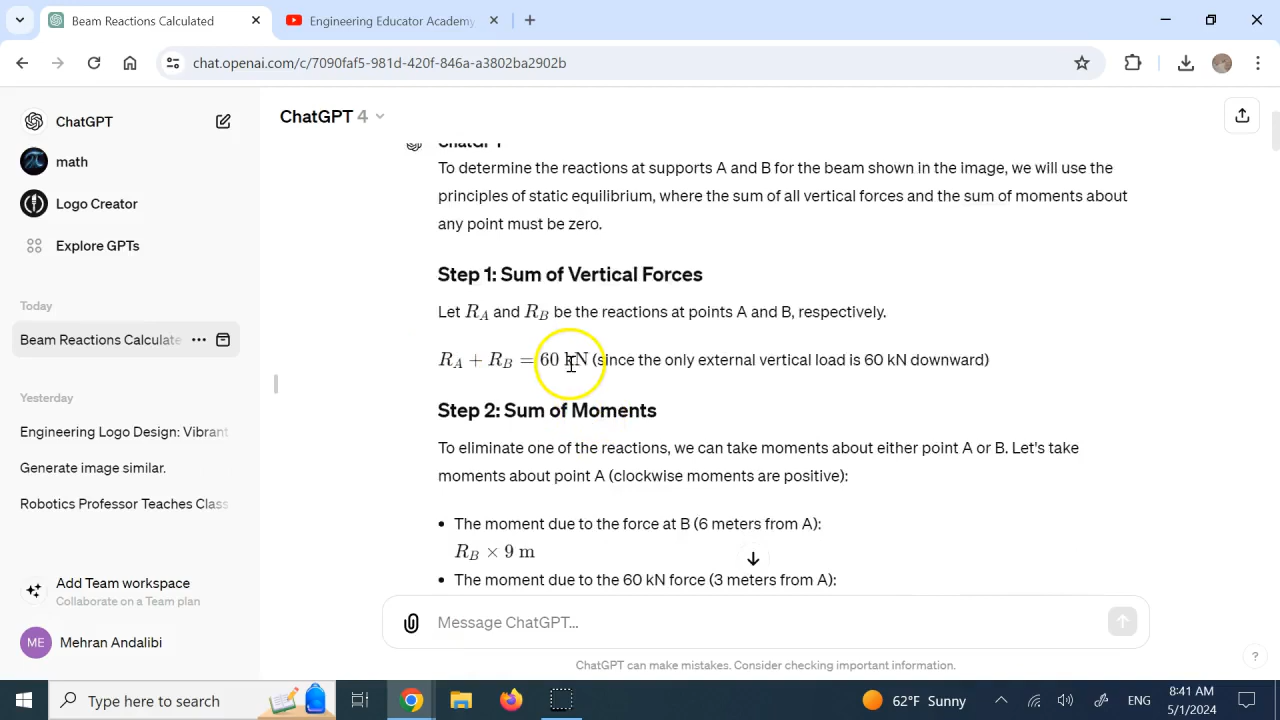 Beam Reactions Calculated
Engineering Educator Academy
chat.openai.com/c/7090faf5-981d-420f-846a-a3802ba2902b
ChatGPT
math
Logo Creator
Explore GPTs
Today
Beam Reactions Calculate
Yesterday
Engineering Logo Design: Vibrant
Generate image similar.
Robotics Professor Teaches Class
Add Team workspace
Collaborate on a Team plan
ME
Mehran Andalibi
ChatGPT 4
ChatGPT
To determine the reactions at supports A and B for the beam shown in the image, we will use the
principles of static equilibrium, where the sum of all vertical forces and the sum of moments about
any point must be zero.
Step 1: Sum of Vertical Forces
Let R_A and R_B be the reactions at points A and B, respectively.
R_A + R_B = 60 kN (since the only external vertical load is 60 kN downward)
Step 2: Sum of Moments
To eliminate one of the reactions, we can take moments about either point A or B. Let's take
moments about point A (clockwise moments are positive):
• The moment due to the force at B (6 meters from A):
R_B × 9 m
• The moment due to the 60 kN force (3 meters from A):
Message ChatGPT...
ChatGPT can make mistakes. Consider checking important information.
?
Type here to search
62°F Sunny
ENG
8:41 AM
5/1/2024